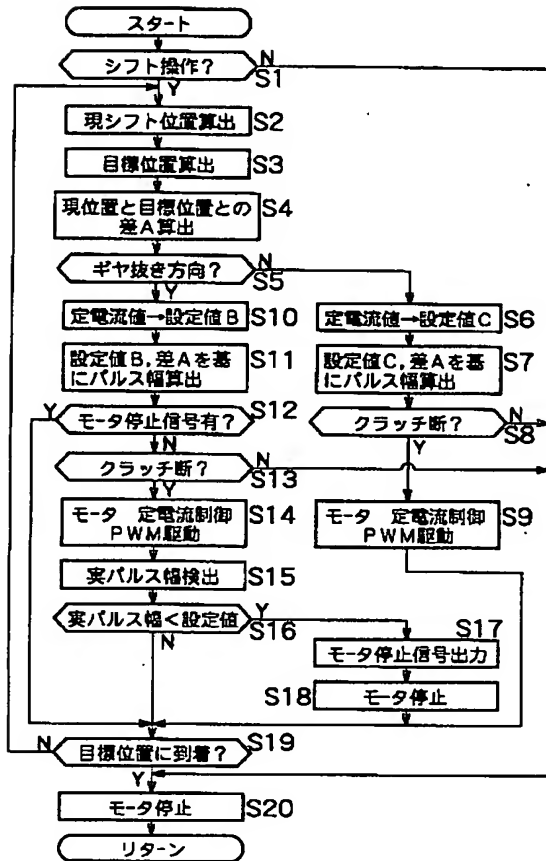 スタート
シフト操作?
N
S1
Y
現シフト位置算出
S2
目標位置算出
S3
現位置と目標位置との
差A算出
S4
ギヤ抜き方向?
N
S5
Y
定電流値→設定値B
S10
設定値B,差Aを基
にパルス幅算出
S11
Y
モータ停止信号有?
S12
N
クラッチ断?
N
S13
Y
モータ 定電流制御
PWM駆動
S14
実パルス幅検出
S15
実パルス幅<設定値
Y
S16
N
定電流値→設定値C
S6
設定値C,差Aを基
にパルス幅算出
S7
クラッチ断?
N
S8
Y
モータ 定電流制御
PWM駆動
S9
S17
モータ停止信号出力
S18
モータ停止
N
目標位置に到着?
S19
Y
モータ停止
S20
リターン